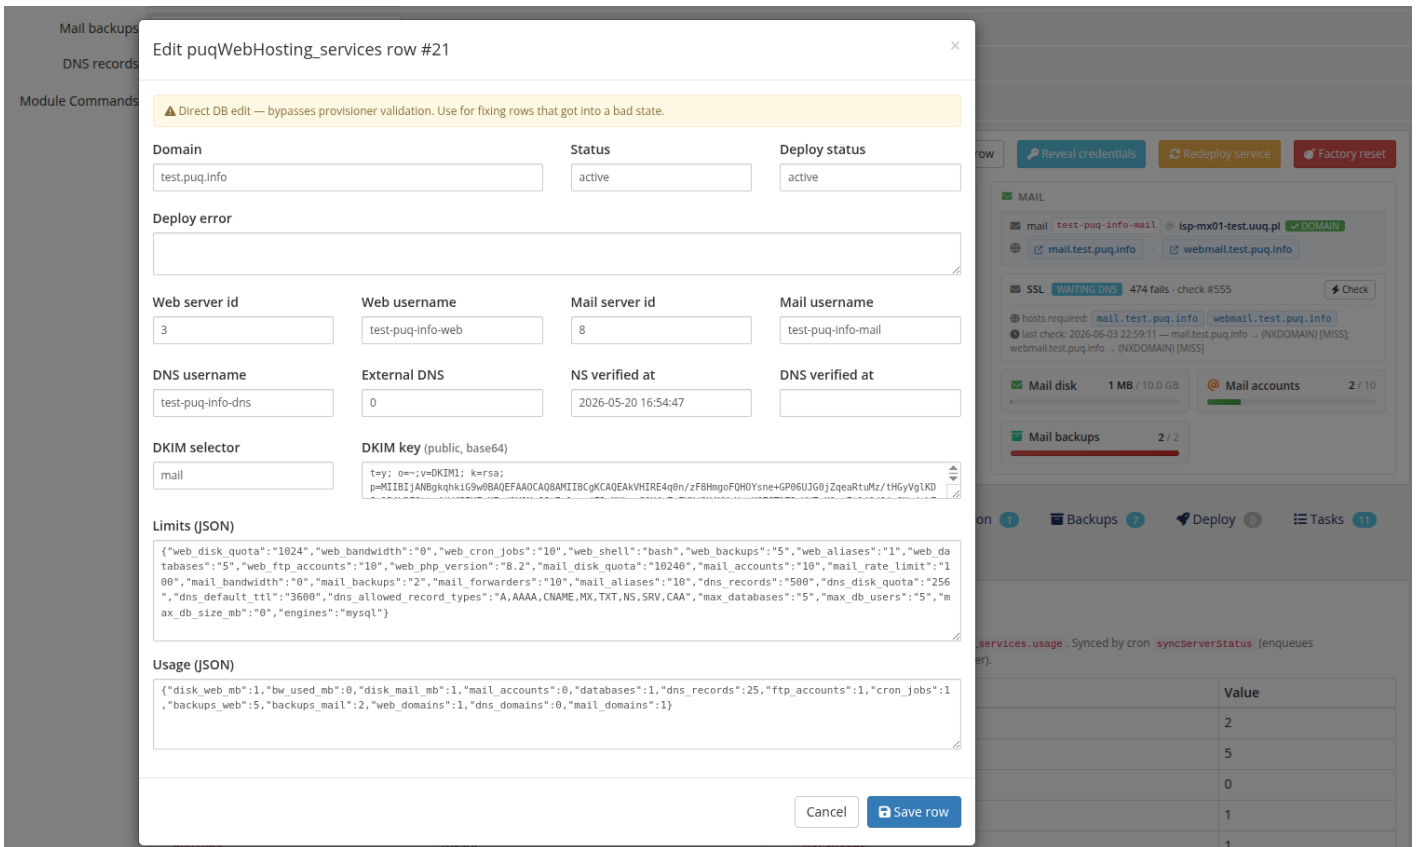 Mail backups
DNS records
Module Commands
Edit puqWebHosting_services row #21
×
Direct DB edit — bypasses provisioner validation. Use for fixing rows that got into a bad state.
Domain
Status
Deploy status
test.puq.info
active
active
Deploy error
Web server id
Web username
Mail server id
Mail username
3
test-puq-info-web
8
test-puq-info-mail
DNS username
External DNS
NS verified at
DNS verified at
test-puq-info-dns
0
2026-05-20 16:54:47
DKIM selector
DKIM key (public, base64)
mail
t=y; o=~;v=DKIM1; k=rsa;
p=MIIBIjANBgkqhkiG9w0BAQEFAAOCAQ8AMIIBCgKCAQEAkVHIRE4q0n/zF8HmgoFQHOYsne+GP06UJG0jZqeaRtuMz/tHGyVglKD
Limits (JSON)
{"web_disk_quota":"1024","web_bandwidth":"0","web_cron_jobs":"10","web_shell":"bash","web_backups":"5","web_aliases":"1","web_da
tabases":"5","web_ftp_accounts":"10","web_php_version":"8.2","mail_disk_quota":"10240","mail_accounts":"10","mail_rate_limit":"1
00","mail_bandwidth":"0","mail_backups":"2","mail_forwarders":"10","mail_aliases":"10","dns_records":"500","dns_disk_quota":"256
","dns_default_ttl":"3600","dns_allowed_record_types":"A,AAAA,CNAME,MX,TXT,NS,SRV,CAA","max_databases":"5","max_db_users":"5","m
ax_db_size_mb":"0","engines":"mysql"}
Usage (JSON)
{"disk_web_mb":1,"bw_used_mb":0,"disk_mail_mb":1,"mail_accounts":0,"databases":1,"dns_records":25,"ftp_accounts":1,"cron_jobs":1
,"backups_web":5,"backups_mail":2,"web_domains":1,"dns_domains":0,"mail_domains":1}
Cancel
Save row
row
Reveal credentials
Redeploy service
Factory reset
MAIL
mail test-puq-info-mail @ isp-mx01-test.uuq.pl DOMAIN
mail.test.puq.info · webmail.test.puq.info
SSL WAITING DNS 474 fails · check #555
Check
hosts required: mail.test.puq.info webmail.test.puq.info
last check: 2026-06-03 22:59:11 — mail.test.puq.info → (NXDOMAIN) [MISS];
webmail.test.puq.info → (NXDOMAIN) [MISS]
Mail disk 1 MB / 10.0 GB
Mail accounts 2 / 10
Mail backups 2 / 2
on 1
Backups 7
Deploy 0
Tasks 11
_services.usage. Synced by cron syncServerStatus (enqueues
er).
Value
2
5
0
1
1